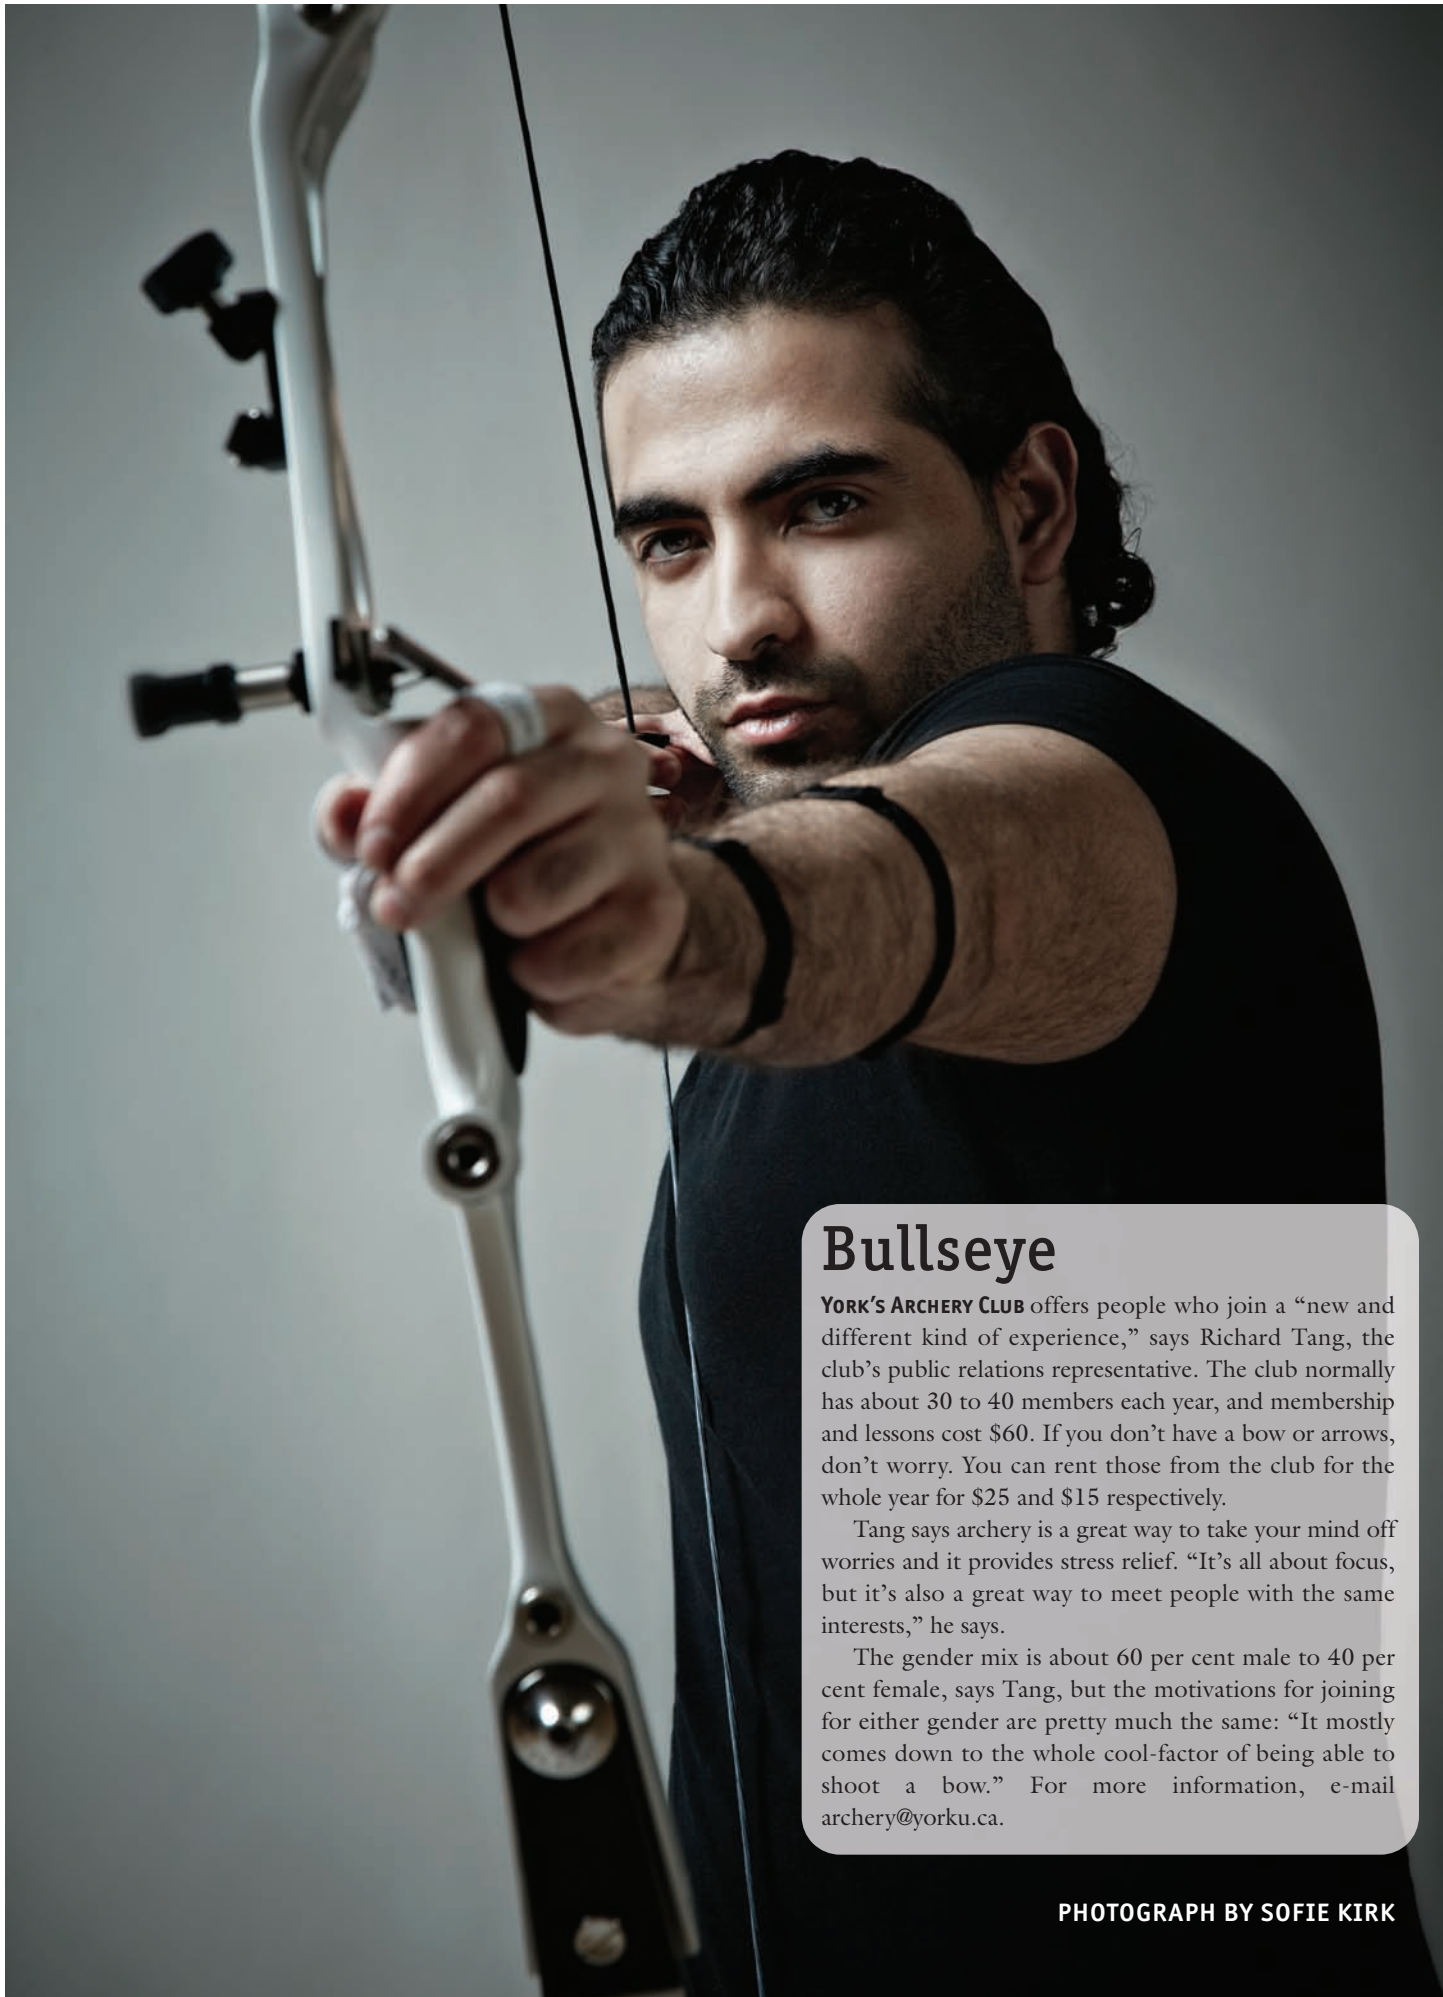 Bullseye
YORK'S ARCHERY CLUB offers people who join a “new and
different kind of experience,” says Richard Tang, the
club’s public relations representative. The club normally
has about 30 to 40 members each year, and membership
and lessons cost $60. If you don’t have a bow or arrows,
don’t worry. You can rent those from the club for the
whole year for $25 and $15 respectively.
Tang says archery is a great way to take your mind off
worries and it provides stress relief. “It’s all about focus,
but it’s also a great way to meet people with the same
interests,” he says.
The gender mix is about 60 per cent male to 40 per
cent female, says Tang, but the motivations for joining
for either gender are pretty much the same: “It mostly
comes down to the whole cool-factor of being able to
shoot a bow.” For more information, e-mail
archery@yorku.ca.
PHOTOGRAPH BY SOFIE KIRK